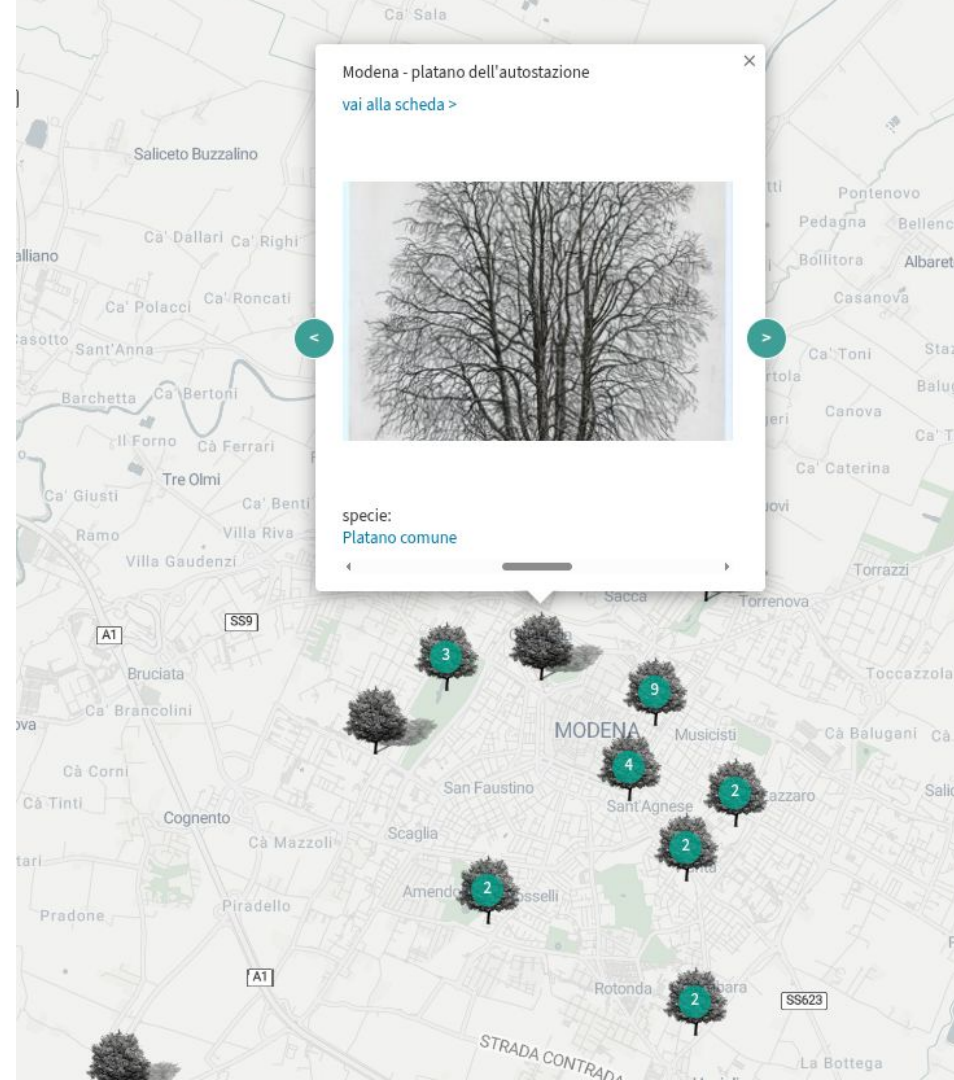 Ca' Sala
Modena - platano dell'autostazione
×
vai alla scheda >
Saliceto Buzzalino
Pontenovo
Pedagna
Ca' Dallari
Ca' Righi
Bollitora
Ca' Polacci
Ca' Roncati
Casanova
<
>
Sant'Anna
Ca' Toni
Barchetta
Ca' Bertoni
Canova
Il Forno
Cà Ferrari
Ca' Caterina
Tre Olmi
Ca' Giusti
Ca' Benti
specie:
Ramo
Villa Riva
Platano comune
Villa Gaudenzi
Torrazzi
Sacca
Torrenova
SS9
A1
3
Bruciata
Toccazzola
9
Ca' Brancolini
MODENA
Musicisti
Cà Balugani
Cà Corni
4
San Faustino
2
Cà Tinti
Sant'Agnese
azzaro
Cognento
Scaglia
Cà Mazzoli
2
2
Amendo
osselli
Piradello
Pradone
A1
Rotonda
2
bara
SS623
STRADA CONTRADA
La Bottega